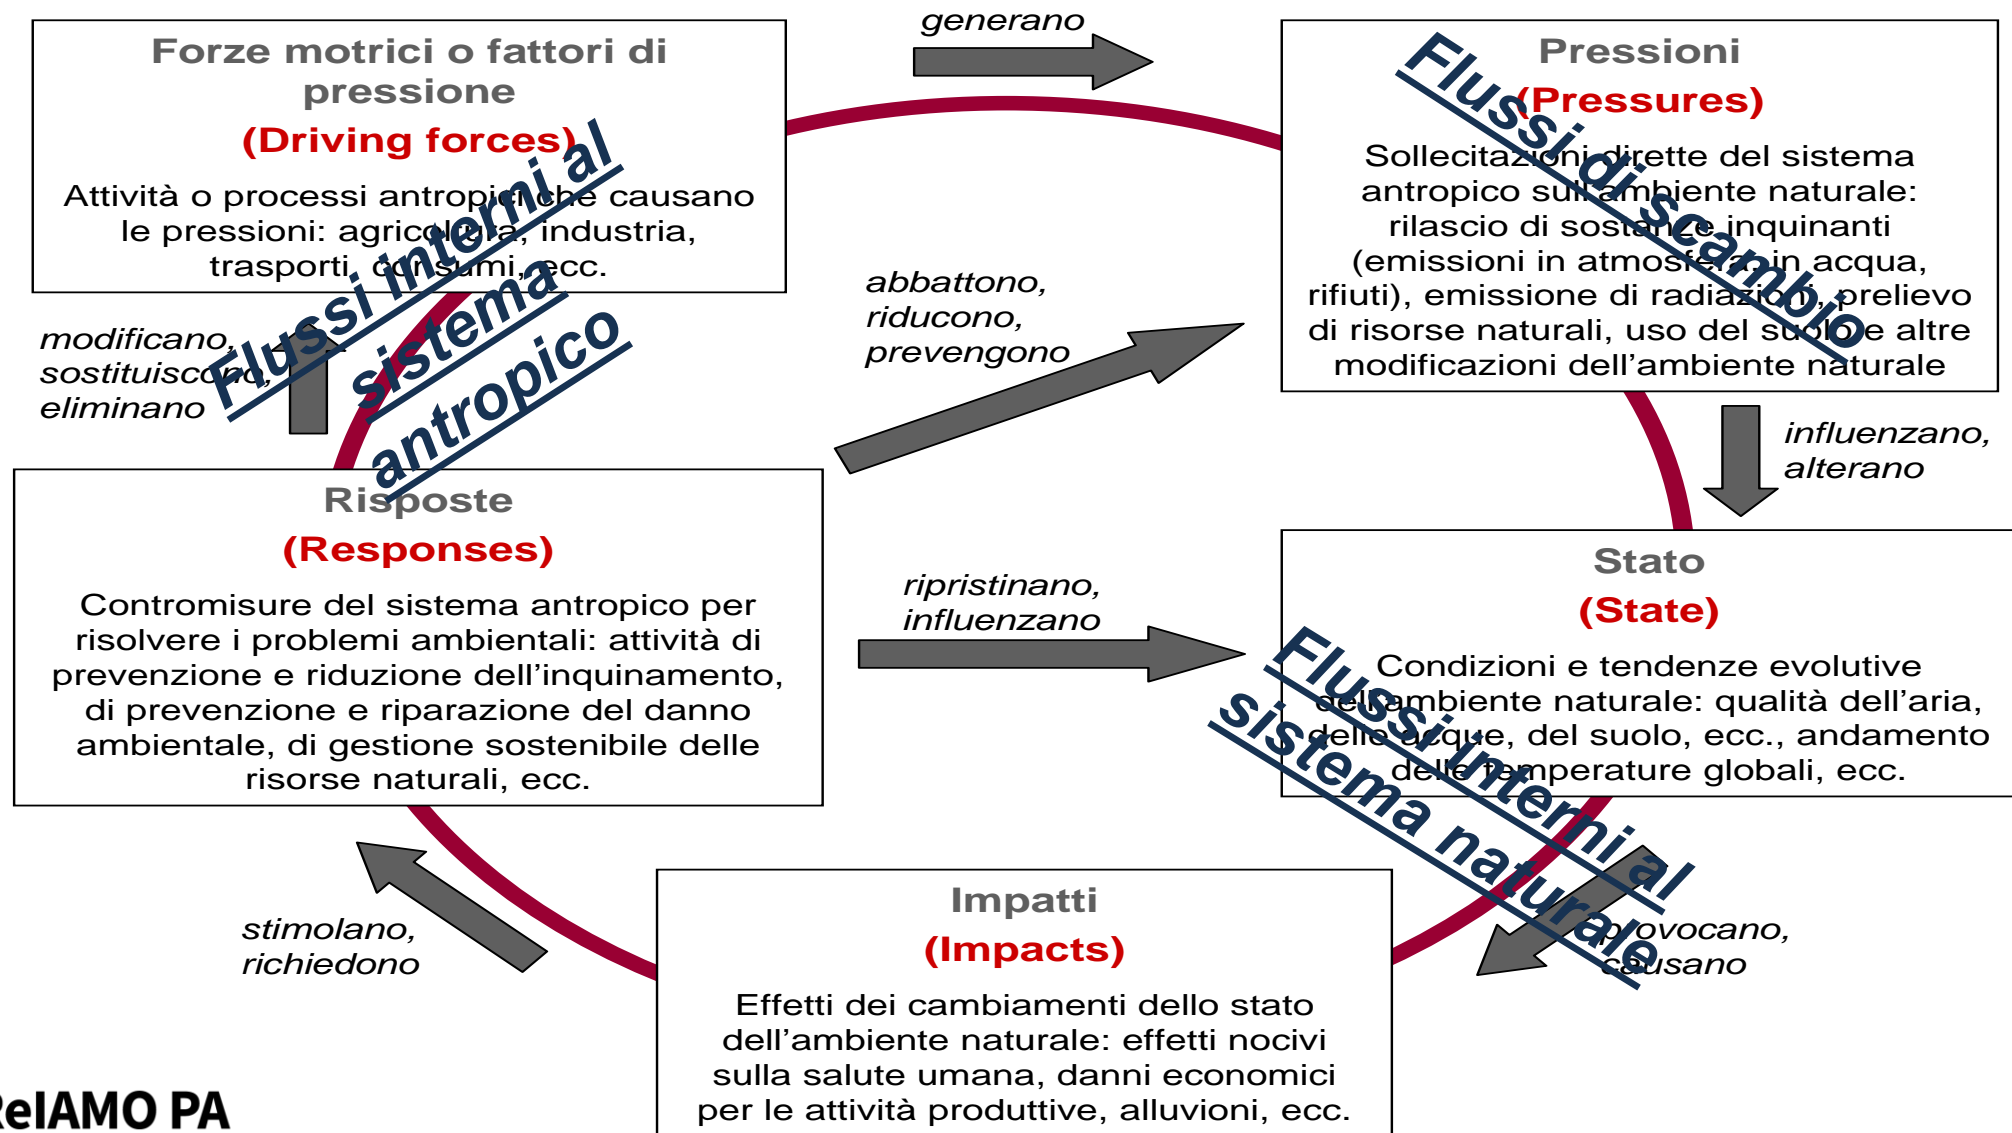 generano
Forze motrici o fattori di
pressione
(Driving forces)
Attività o processi antropici che causano
le pressioni: agricoltura, industria,
trasporti, consumi, ecc.
Flussi interni al
sistema
antropico
Pressioni
(Pressures)
Sollecitazioni dirette del sistema
antropico sull'ambiente naturale:
rilascio di sostanze inquinanti
(emissioni in atmosfera, in acqua,
rifiuti), emissione di radiazioni, prelievo
di risorse naturali, uso del suolo e altre
modificazioni dell'ambiente naturale
Flussi di scambio
modificano,
sostituiscono,
eliminano
abbattono,
riducono,
prevengono
influenzano,
alterano
Risposte
(Responses)
Contromisure del sistema antropico per
risolvere i problemi ambientali: attività di
prevenzione e riduzione dell'inquinamento,
di prevenzione e riparazione del danno
ambientale, di gestione sostenibile delle
risorse naturali, ecc.
ripristinano,
influenzano
Stato
(State)
Condizioni e tendenze evolutive
dell'ambiente naturale: qualità dell'aria,
delle acque, del suolo, ecc., andamento
delle temperature globali, ecc.
Flussi interni al
sistema naturale
stimolano,
richiedono
Impatti
(Impacts)
Effetti dei cambiamenti dello stato
dell'ambiente naturale: effetti nocivi
sulla salute umana, danni economici
per le attività produttive, alluvioni, ecc.
provocano,
causano
ReIAMO PA